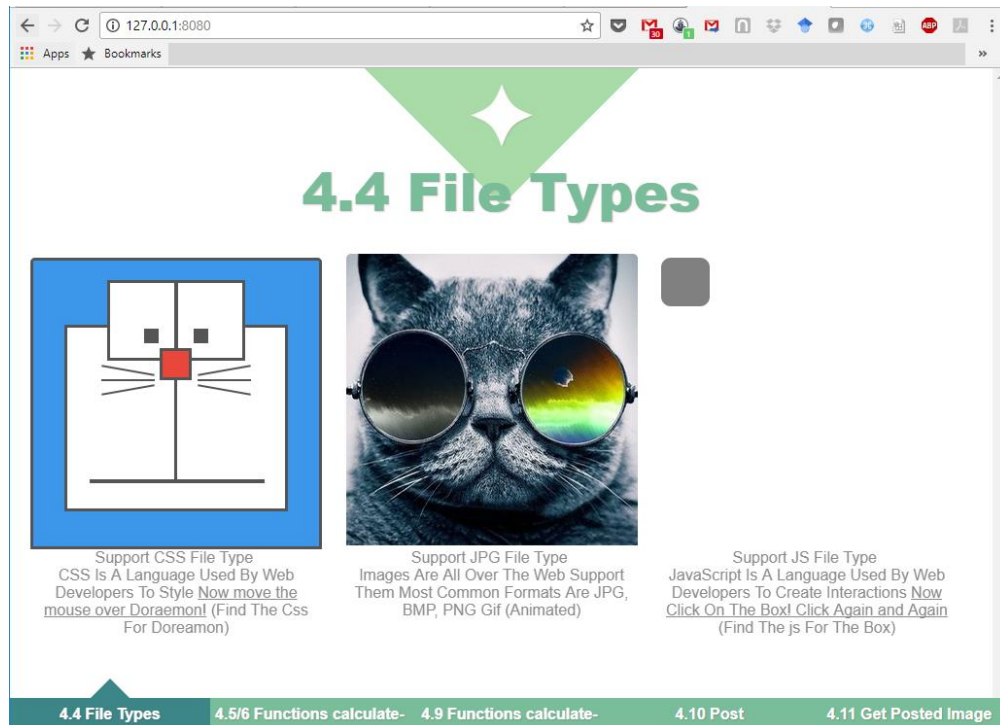 127.0.0.1:8080
30
1
ABP
Apps
Bookmarks
»
4.4 File Types
Support CSS File Type
CSS Is A Language Used By Web
Developers To Style Now move the
mouse over Doraemon! (Find The Css
For Doreamon)
Support JPG File Type
Images Are All Over The Web Support
Them Most Common Formats Are JPG,
BMP, PNG Gif (Animated)
Support JS File Type
JavaScript Is A Language Used By Web
Developers To Create Interactions Now
Click On The Box! Click Again and Again
(Find The js For The Box)
4.4 File Types
4.5/6 Functions calculate-
4.9 Functions calculate-
4.10 Post
4.11 Get Posted Image